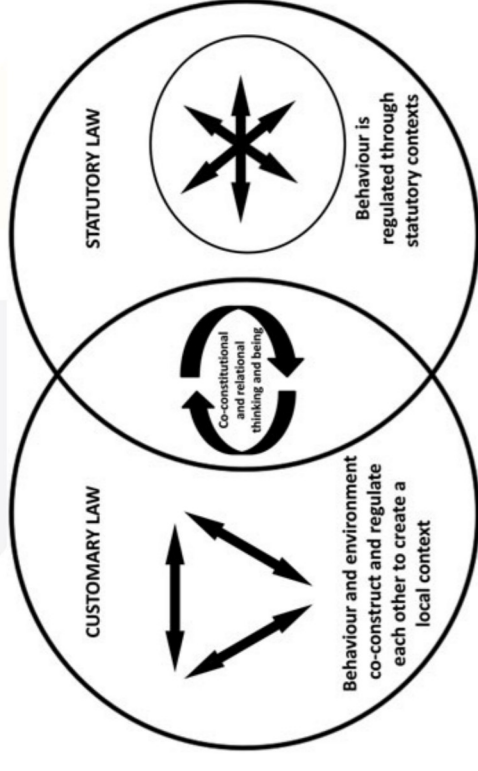 CUSTOMARY LAW
Behaviour and environment
co-construct and regulate
each other to create a
local context
Co-constitutional
and relational
thinking and being
STATUTORY LAW
Behaviour is
regulated through
statutory contexts